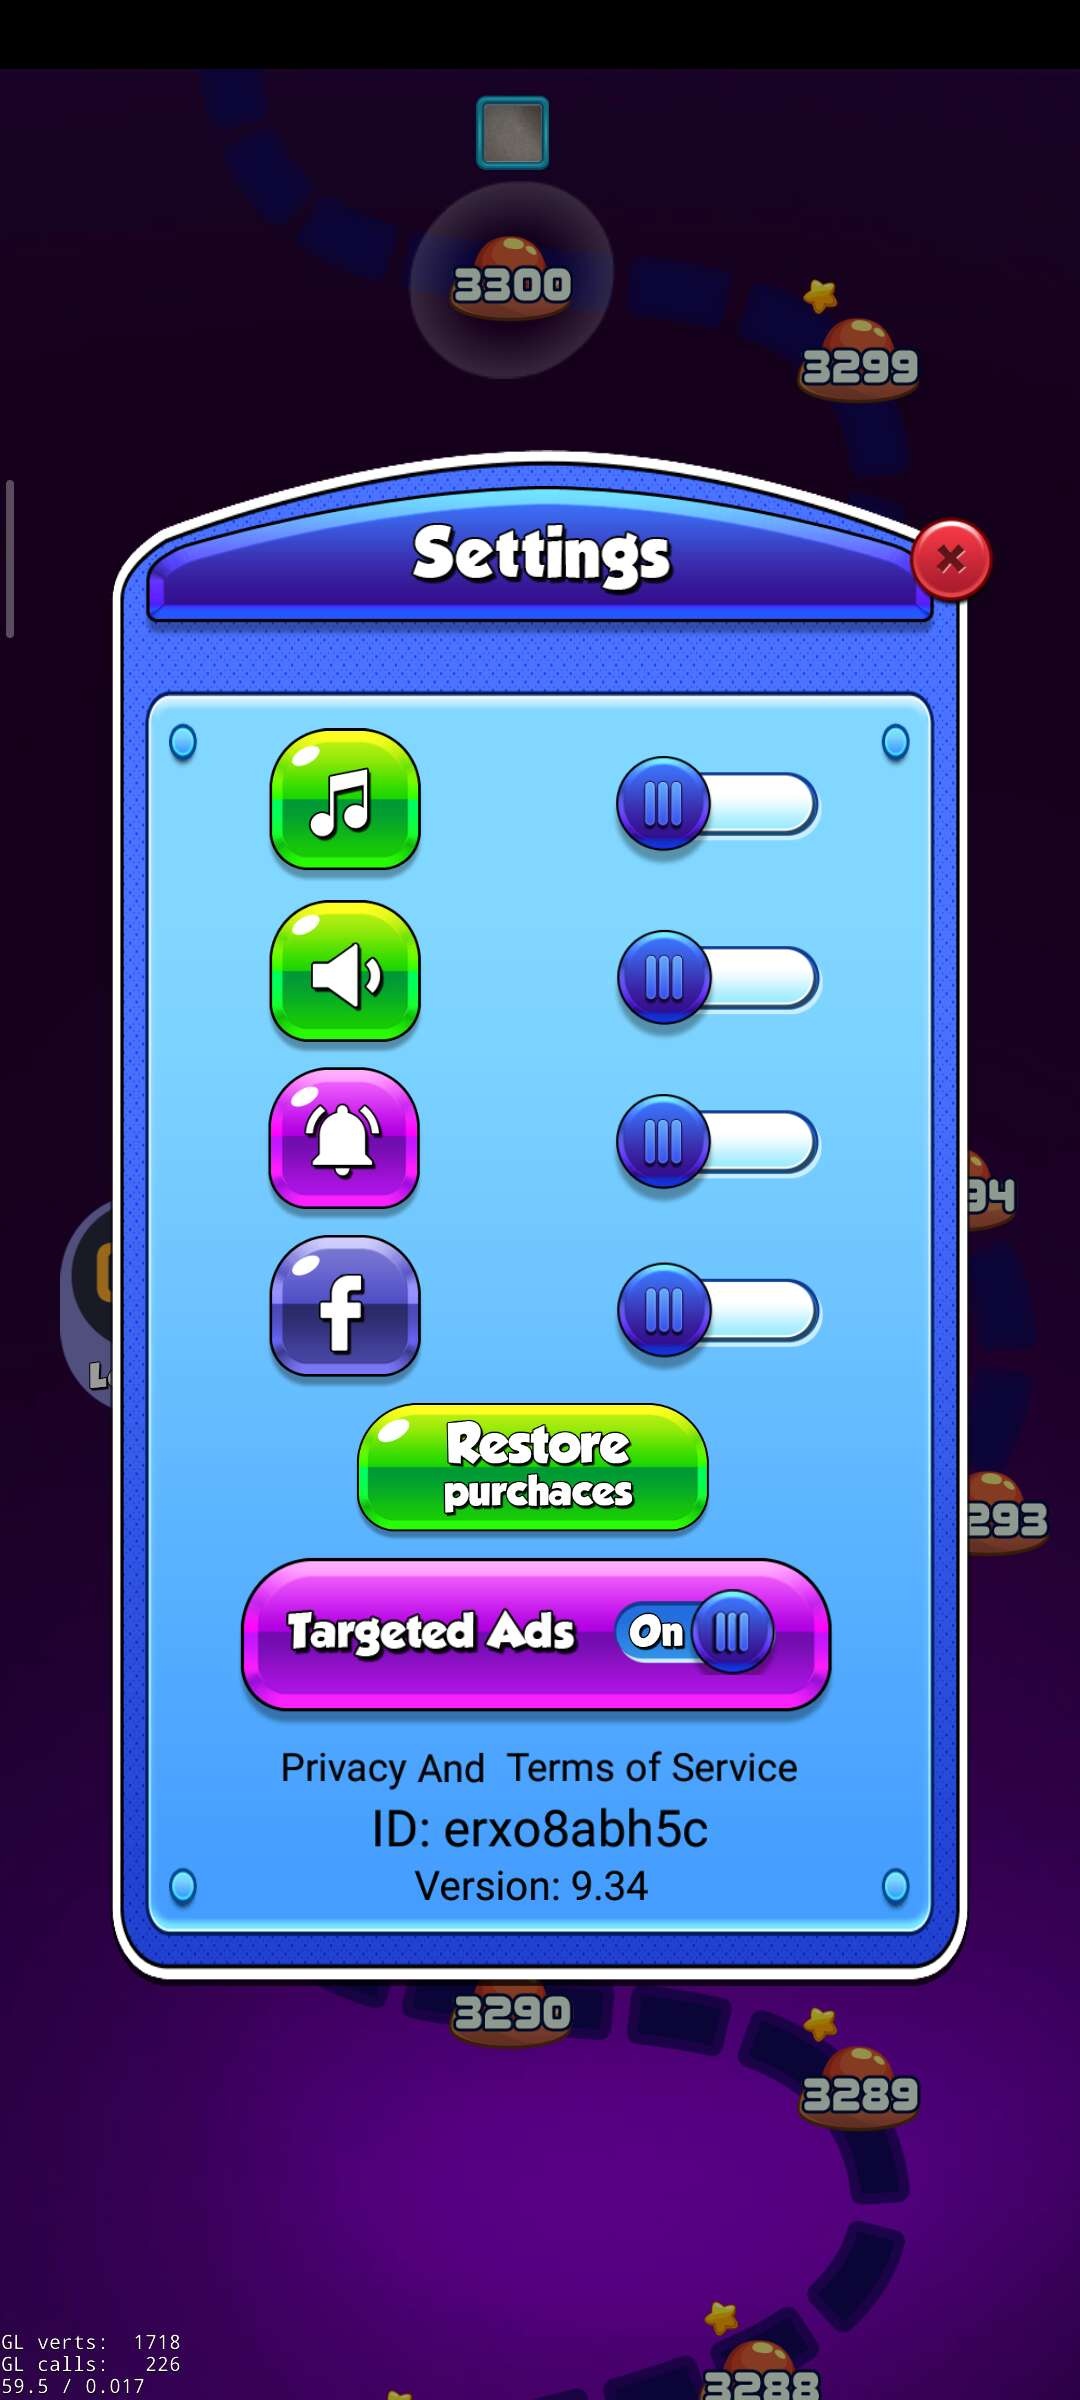 3300
3299
Settings
94
L
293
Restore
purchaces
Targeted Ads On
Privacy And Terms of Service
ID: erxo8abh5c
Version: 9.34
3290
3289
3288
GL verts: 1718
GL calls: 226
59.5 / 0.017